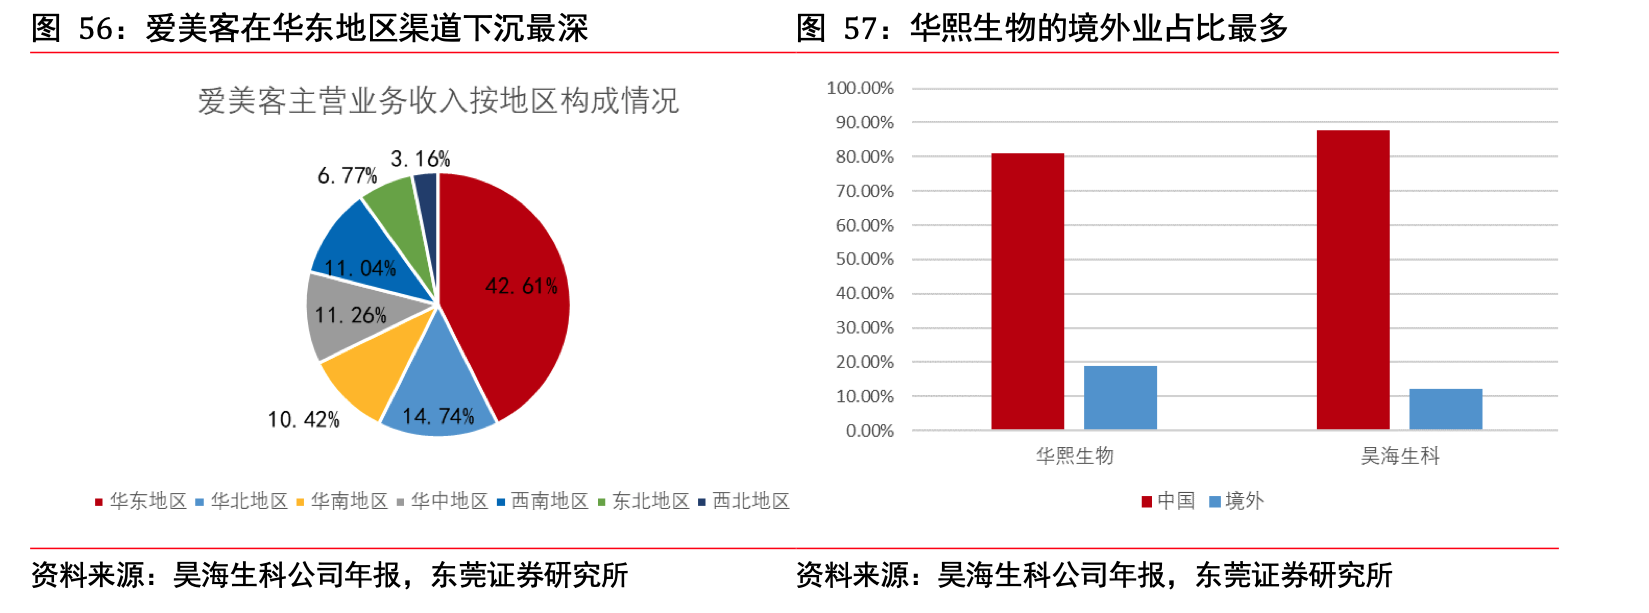 图 56：爱美客在华东地区渠道下沉最深
爱美客主营业务收入按地区构成情况
3.16%
6.77%
11.04%
42.61%
11.26%
14.74%
10.42%
华东地区 华北地区 华南地区 华中地区 西南地区 东北地区 西北地区
资料来源：昊海生科公司年报，东莞证券研究所
图 57：华熙生物的境外业占比最多
100.00%
90.00%
80.00%
70.00%
60.00%
50.00%
40.00%
30.00%
20.00%
10.00%
0.00%
华熙生物 昊海生科
中国 境外
资料来源：昊海生科公司年报，东莞证券研究所